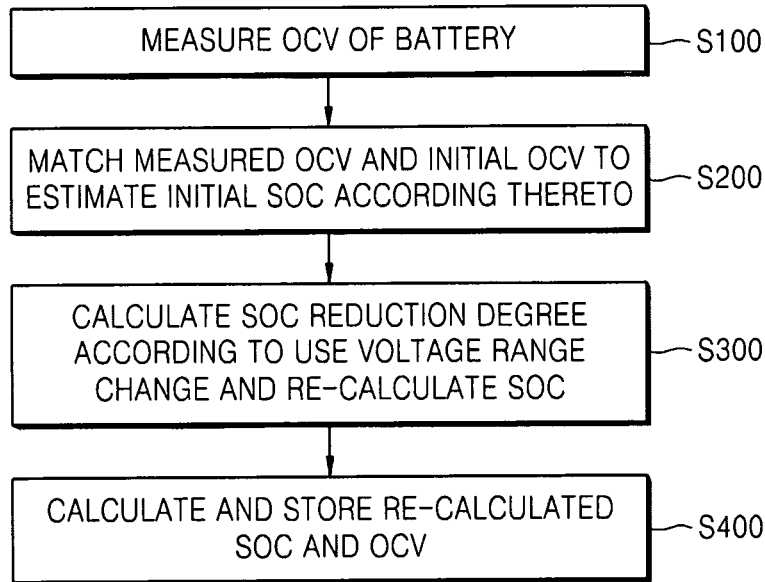 MEASURE OCV OF BATTERY
S100
MATCH MEASURED OCV AND INITIAL OCV TO
ESTIMATE INITIAL SOC ACCORDING THERETO
S200
CALCULATE SOC REDUCTION DEGREE
ACCORDING TO USE VOLTAGE RANGE
CHANGE AND RE-CALCULATE SOC
S300
CALCULATE AND STORE RE-CALCULATED
SOC AND OCV
S400